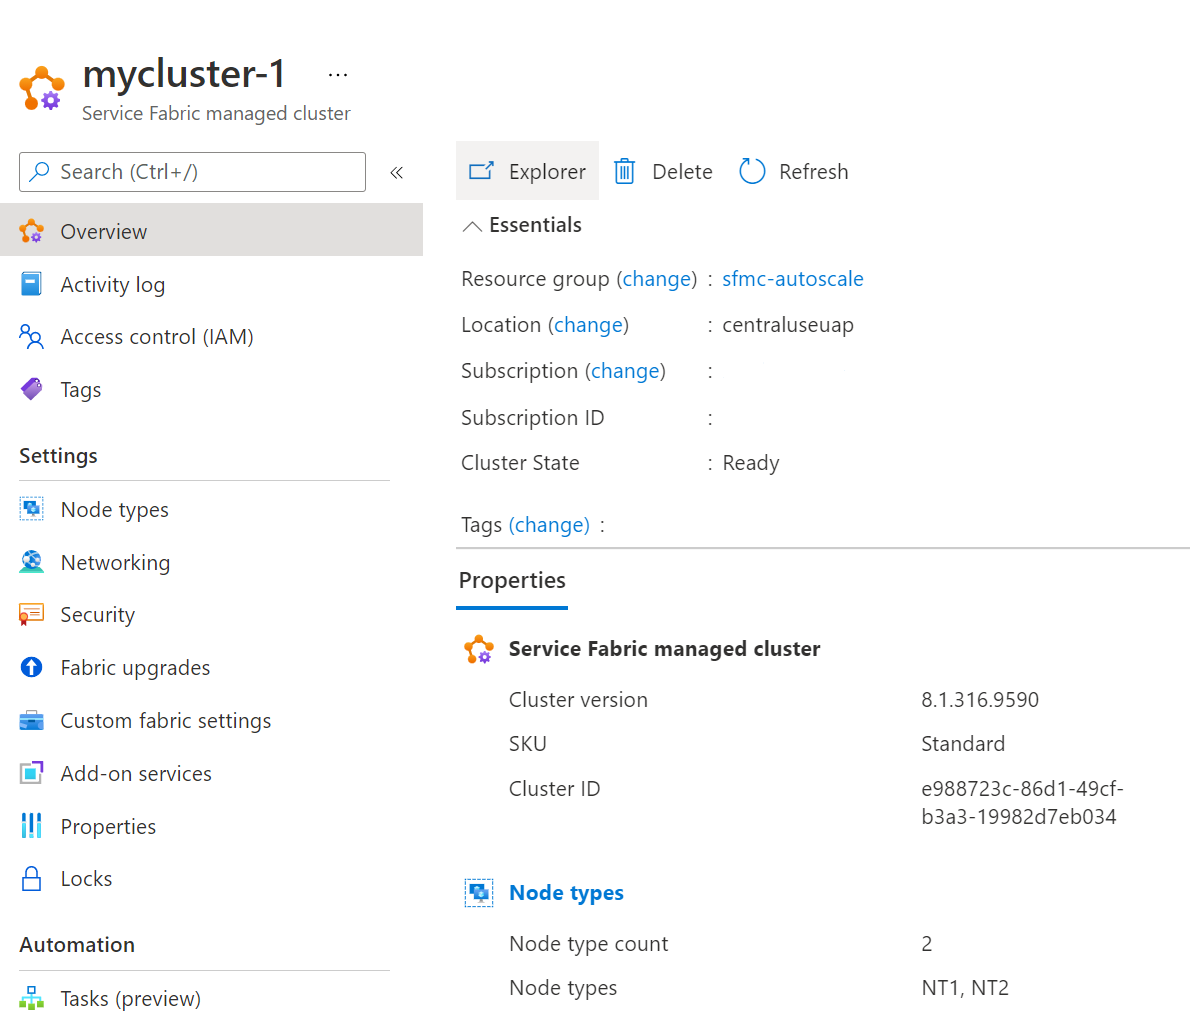 mycluster-1 ...
Service Fabric managed cluster
Search (Ctrl+/)
«
Overview
Activity log
Access control (IAM)
Tags
Settings
Node types
Networking
Security
Fabric upgrades
Custom fabric settings
Add-on services
Properties
Locks
Automation
Tasks (preview)
Explorer Delete Refresh
Essentials
Resource group (change) : sfmc-autoscale
Location (change) : centraluseuap
Subscription (change) :
Subscription ID :
Cluster State : Ready
Tags (change) :
Properties
Service Fabric managed cluster
Cluster version 8.1.316.9590
SKU Standard
Cluster ID e988723c-86d1-49cf-
b3a3-19982d7eb034
Node types
Node type count 2
Node types NT1, NT2